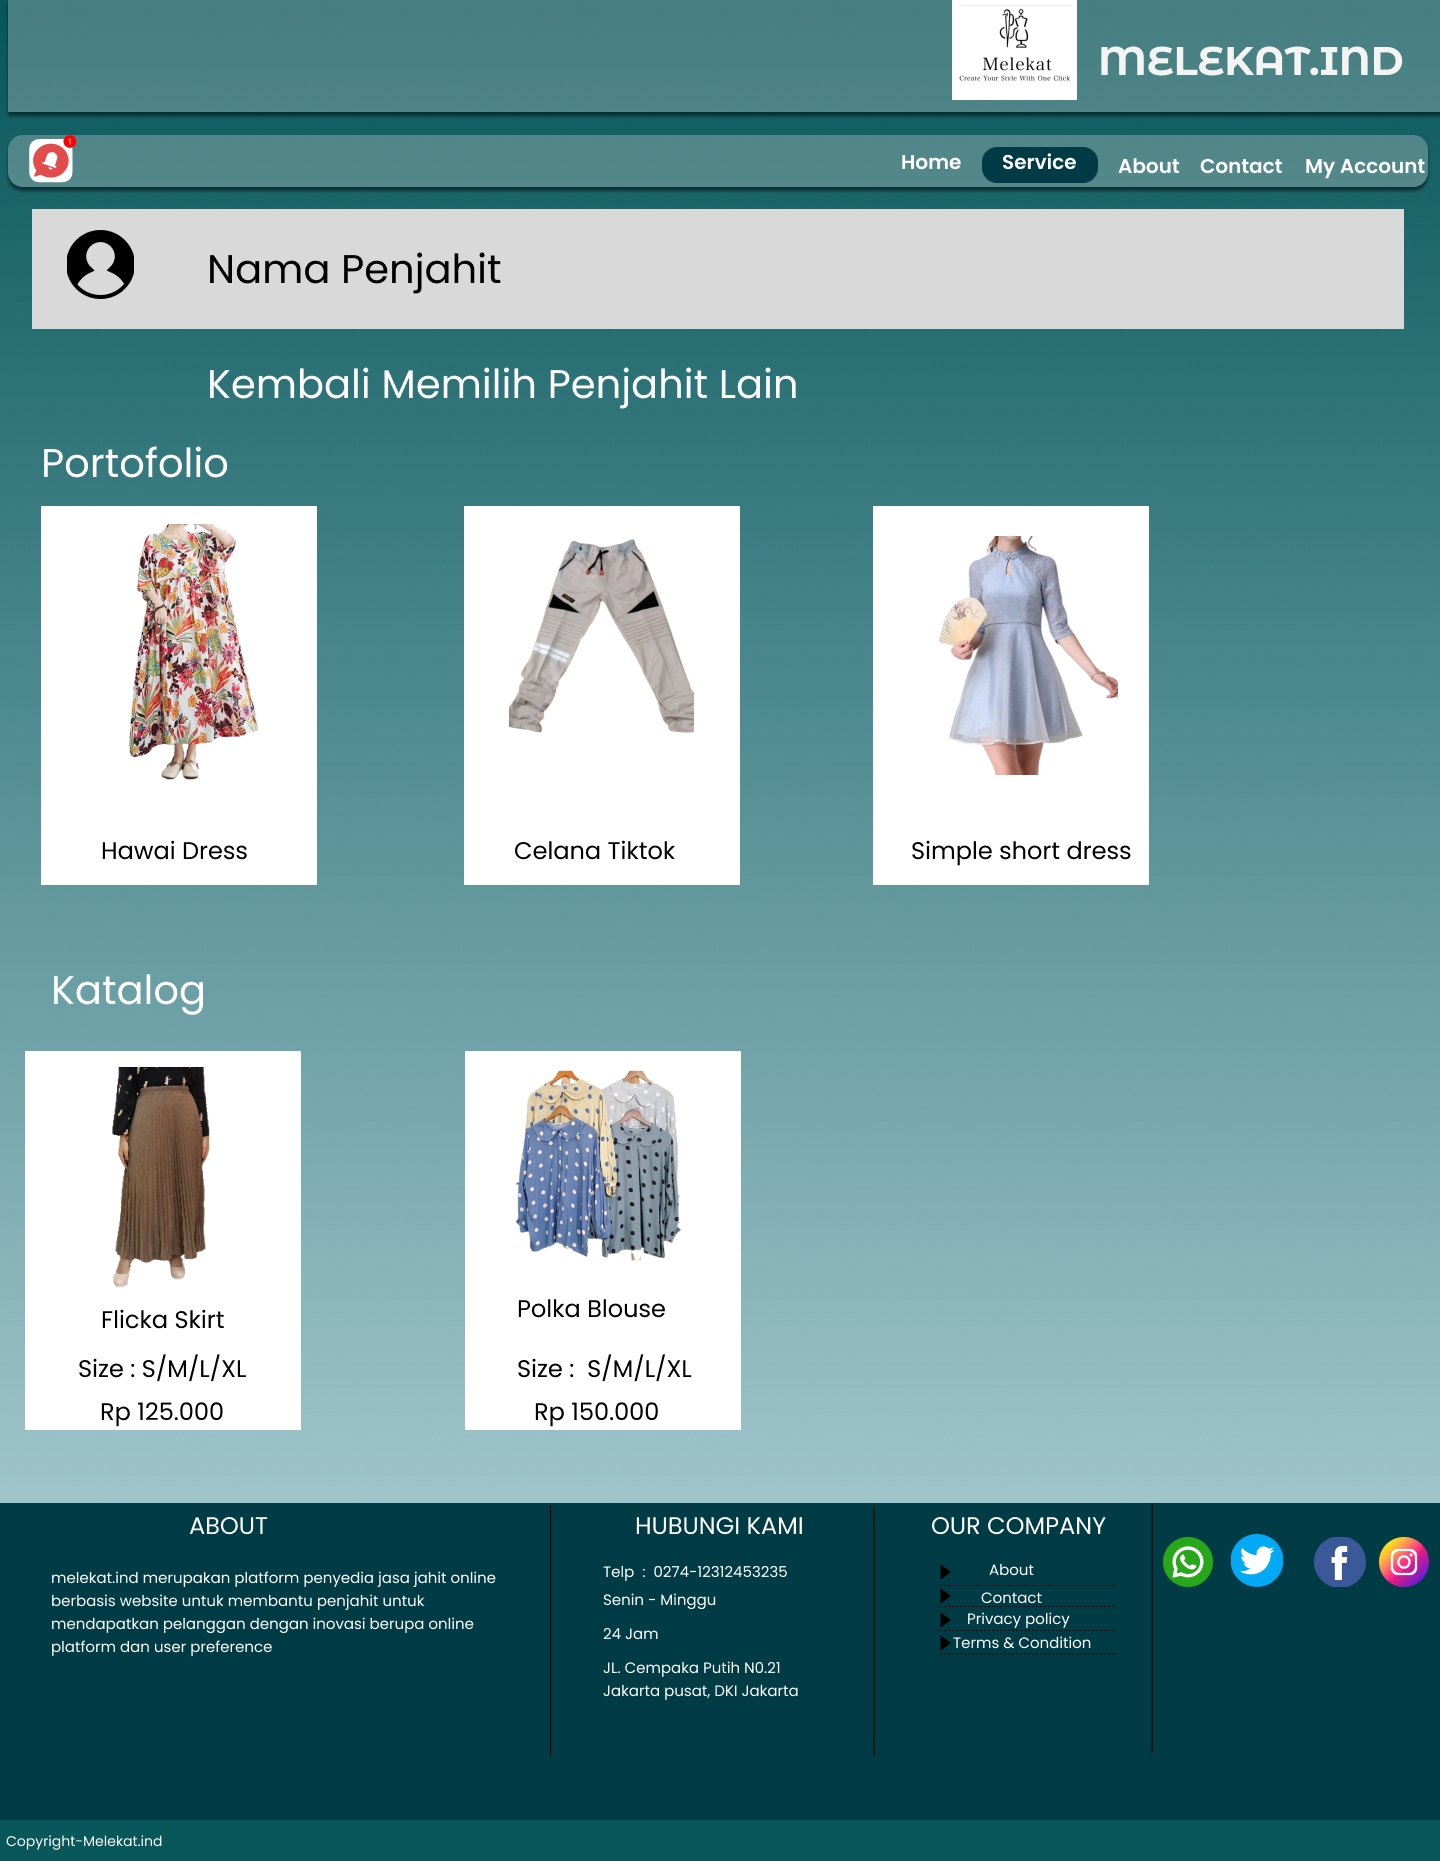 Melekat
Create Your Style With One Click
MELEKAT.IND
1
Home
Service
About
Contact
My Account
Nama Penjahit
Kembali Memilih Penjahit Lain
Portofolio
Hawai Dress
Celana Tiktok
Simple short dress
Katalog
Flicka Skirt
Size : S/M/L/XL
Rp 125.000
Polka Blouse
Size :  S/M/L/XL
Rp 150.000
ABOUT
melekat.ind merupakan platform penyedia jasa jahit online
berbasis website untuk membantu penjahit untuk
mendapatkan pelanggan dengan inovasi berupa online
platform dan user preference
HUBUNGI KAMI
Telp : 0274-12312453235
Senin - Minggu
24 Jam
JL. Cempaka Putih N0.21
Jakarta pusat, DKI Jakarta
OUR COMPANY
About
Contact
Privacy policy
Terms & Condition
Copyright-Melekat.ind